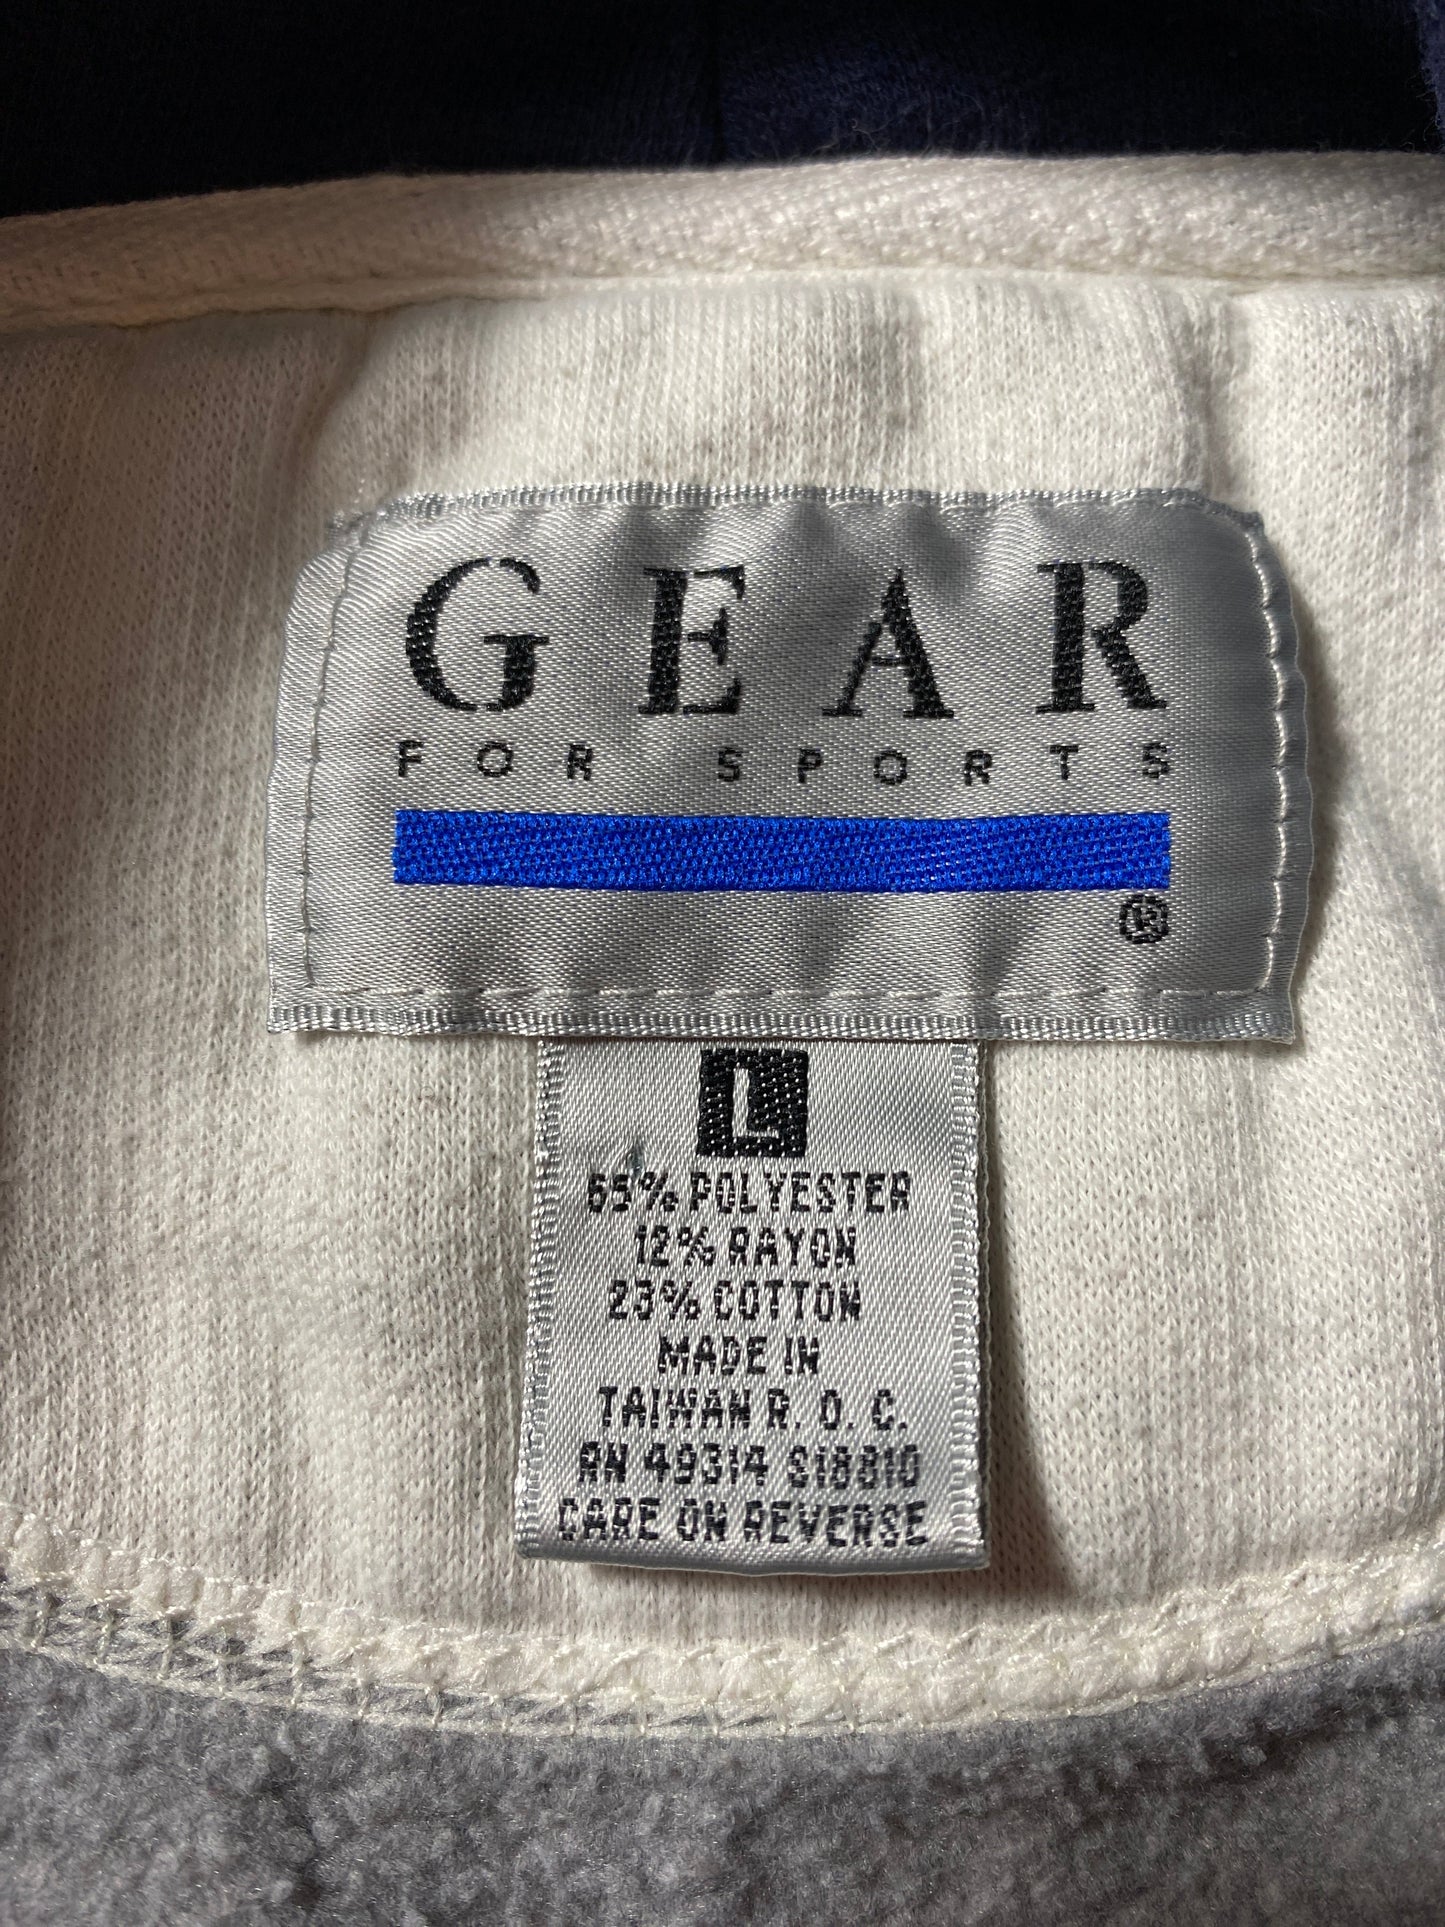 GEAR
FOR SPORTS
®
L
65% POLYESTER
12% RAYON
23% COTTON
MADE IN
TAIWAN R. O. C.
RN 49314 S18810
CARE ON REVERSE